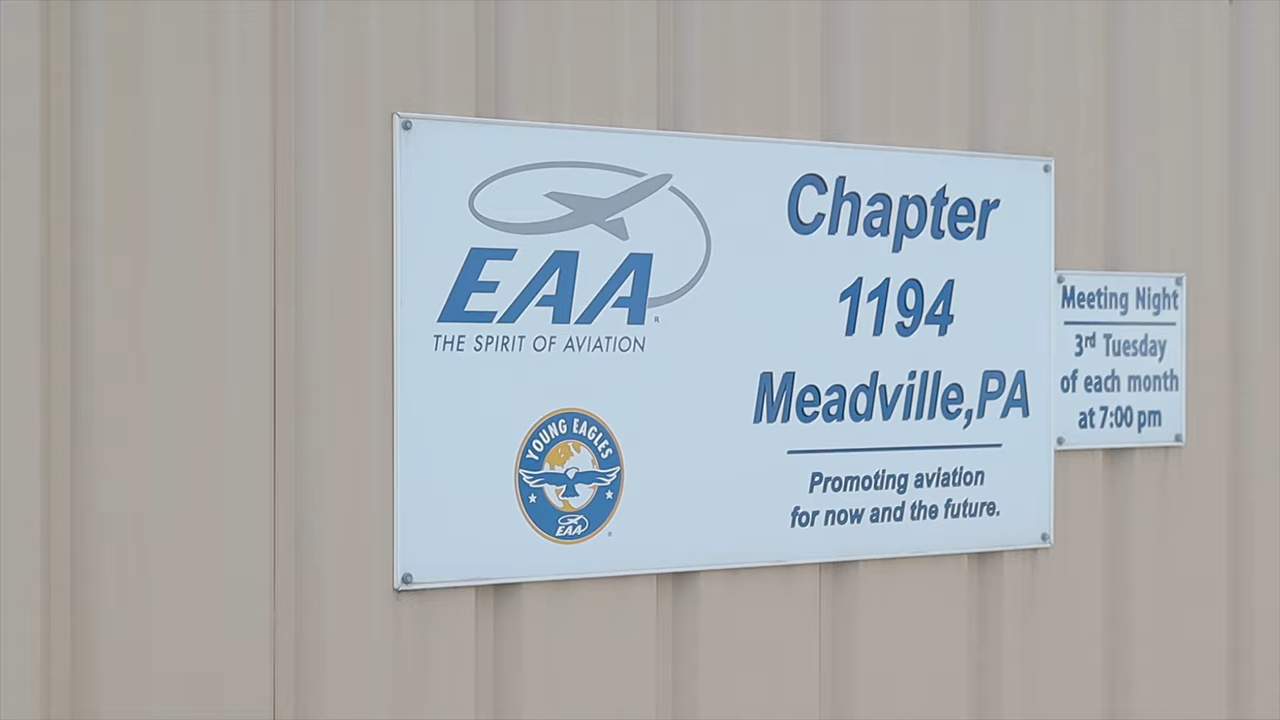 EAA
THE SPIRIT OF AVIATION
YOUNG EAGLES
EAA
Chapter
1194
Meadville,PA
Promoting aviation
for now and the future.
Meeting Night
3rd Tuesday
of each month
at 7:00 pm